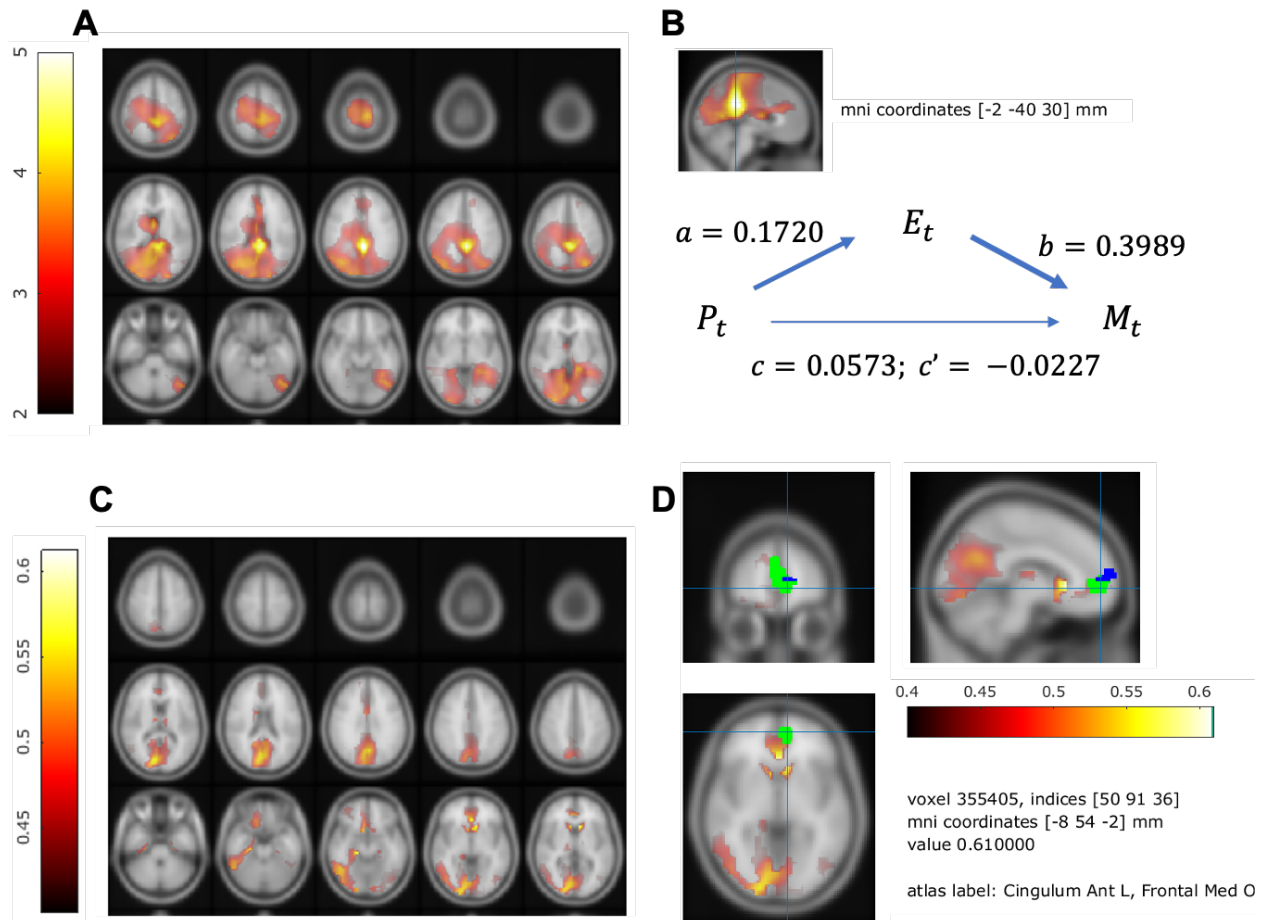 A
5
4
3
2
B
mni coordinates [-2 -40 30] mm
a = 0.1720
E_t
b = 0.3989
P_t
M_t
c = 0.0573; c’ = −0.0227
C
0.6
0.55
0.5
0.45
D
0.4 0.45 0.5 0.55 0.6
voxel 355405, indices [50 91 36]
mni coordinates [-8 54 -2] mm
value 0.610000
atlas label: Cingulum Ant L, Frontal Med O